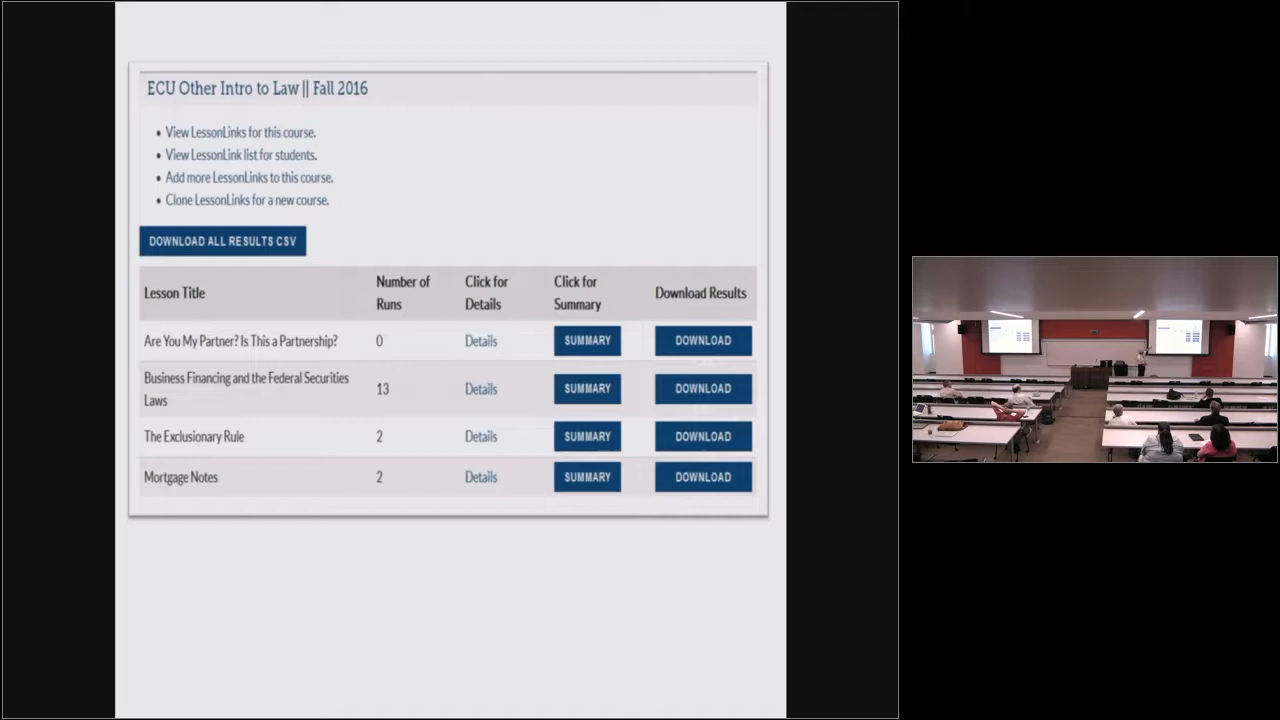 ECU Other Intro to Law || Fall 2016
• View LessonLinks for this course.
• View LessonLink list for students.
• Add more LessonLinks to this course.
• Clone LessonLinks for a new course.
DOWNLOAD ALL RESULTS CSV
Lesson Title Number of Runs Click for Details Click for Summary Download Results
Are You My Partner? Is This a Partnership? 0 Details SUMMARY DOWNLOAD
Business Financing and the Federal Securities Laws 13 Details SUMMARY DOWNLOAD
The Exclusionary Rule 2 Details SUMMARY DOWNLOAD
Mortgage Notes 2 Details SUMMARY DOWNLOAD